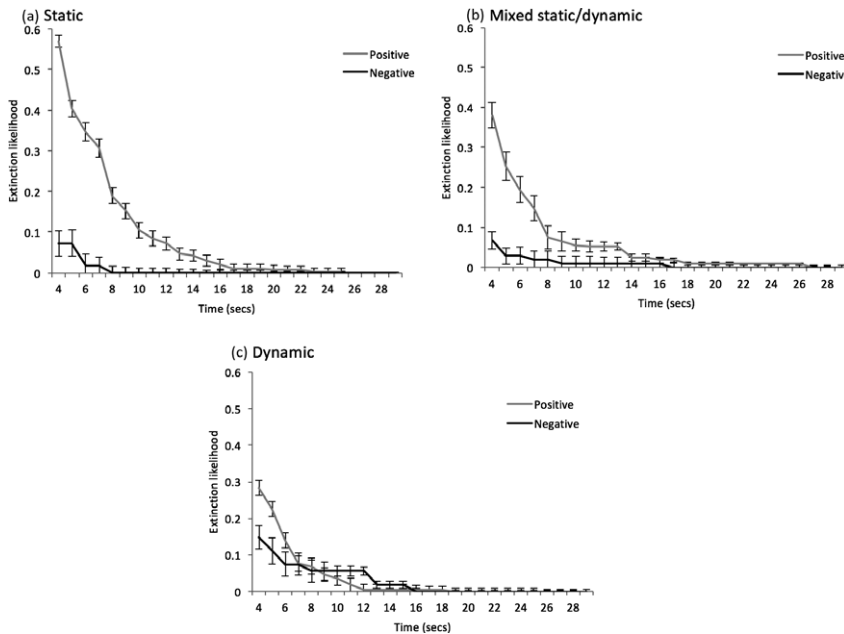 (a) Static
0.6
0.5
0.4
0.3
0.2
0.1
0
Extinction likelihood
Positive
Negative
4 6 8 10 12 14 16 18 20 22 24 26 28
Time (secs)
(b) Mixed static/dynamic
0.6
0.5
0.4
0.3
0.2
0.1
0
Extinction likelihood
Positive
Negative
4 6 8 10 12 14 16 18 20 22 24 26 28
Time (secs)
(c) Dynamic
0.6
0.5
0.4
0.3
0.2
0.1
0
Extinction likelihood
Positive
Negative
4 6 8 10 12 14 16 18 20 22 24 26 28
Time (secs)